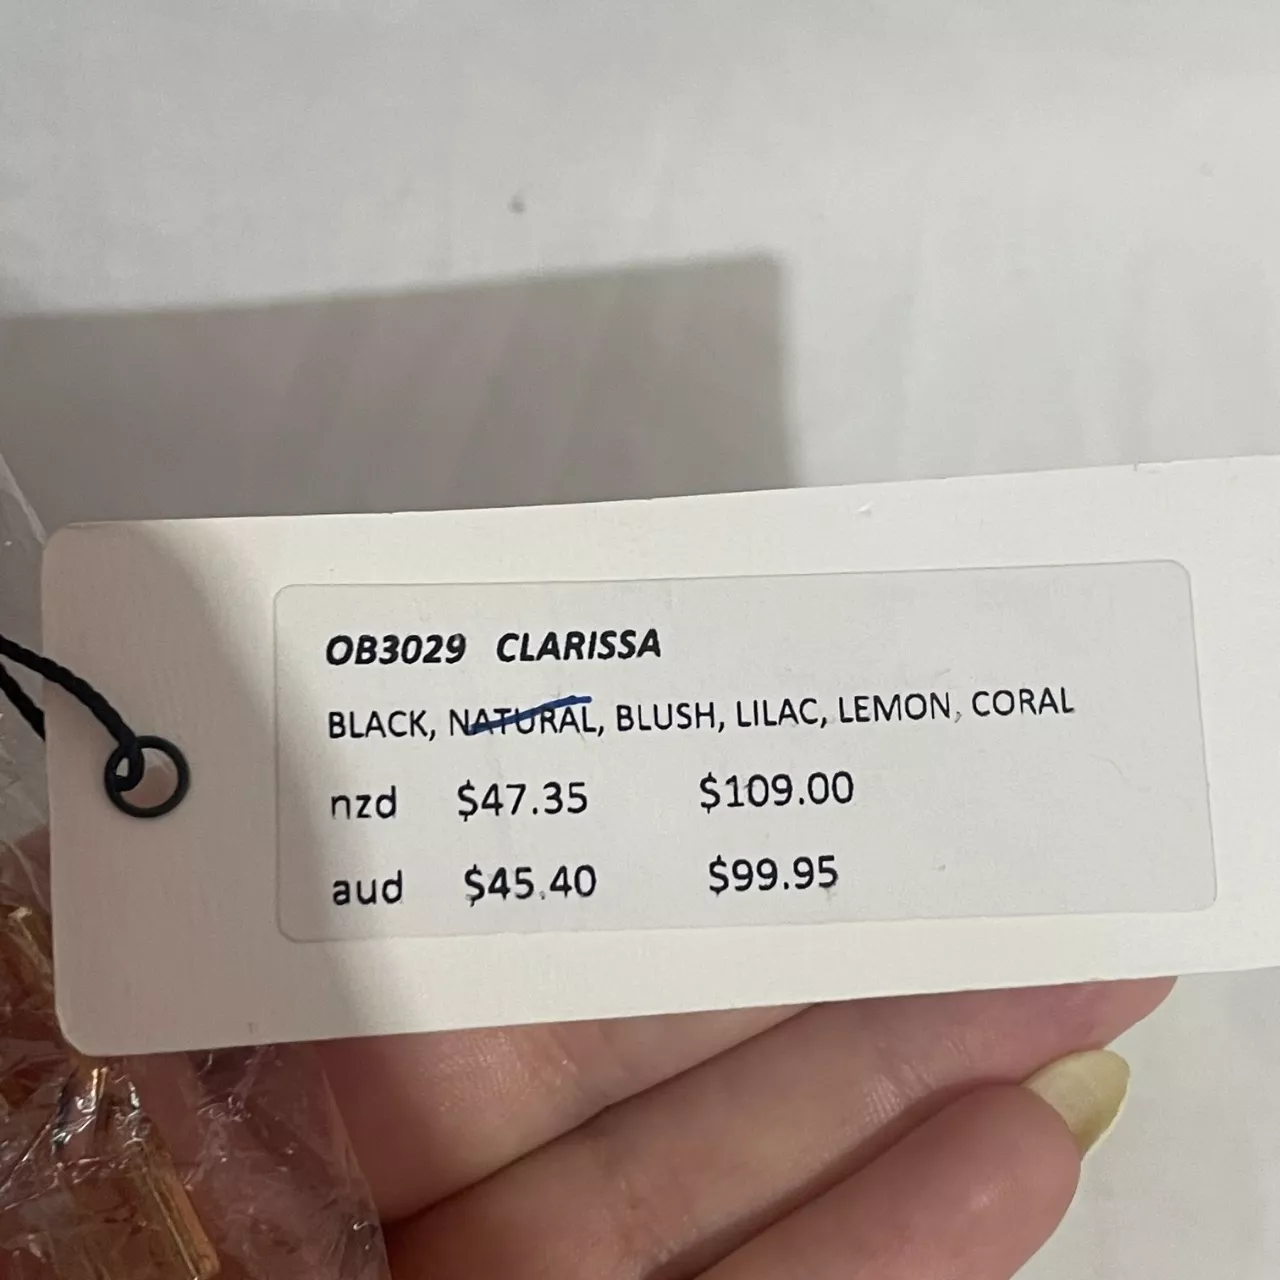 OB3029 CLARISSA
BLACK, NATURAL, BLUSH, LILAC, LEMON, CORAL
nzd $47.35 $109.00
aud $45.40 $99.95